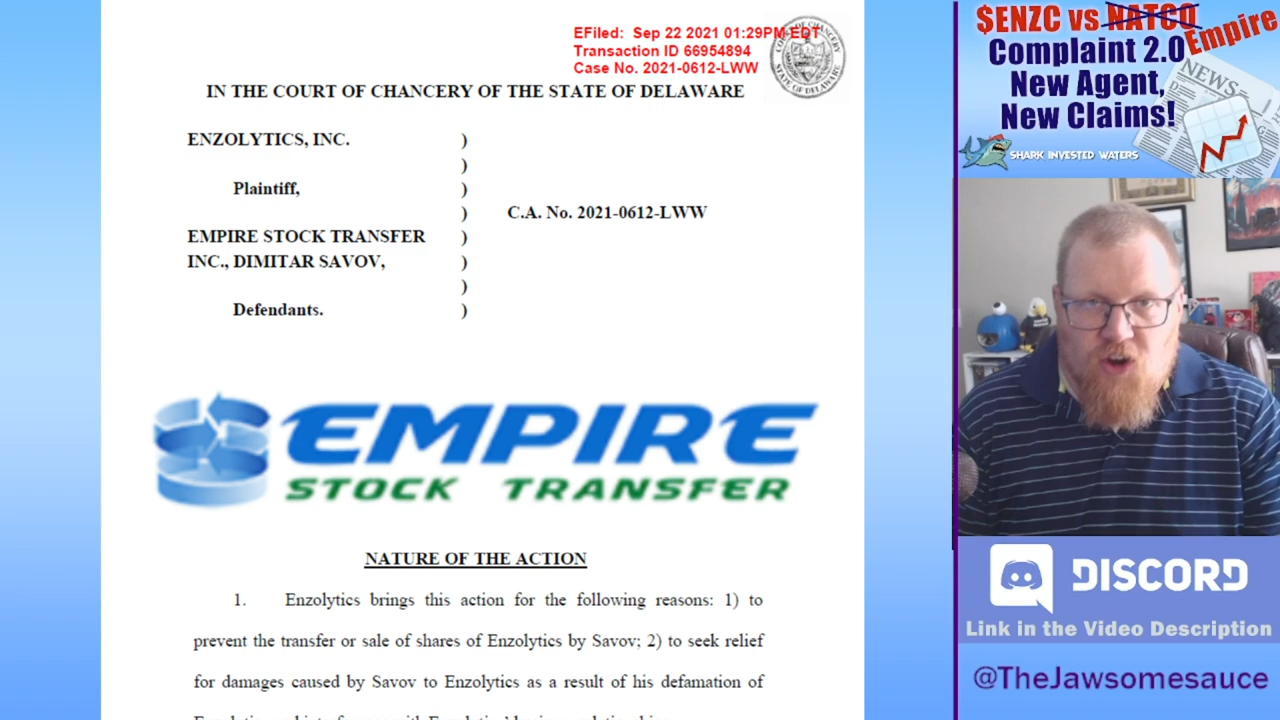 EFiled: Sep 22 2021 01:29PM EDT
Transaction ID 66954894
Case No. 2021-0612-LWW
IN THE COURT OF CHANCERY OF THE STATE OF DELAWARE
ENZOLYTICS, INC. )
)
Plaintiff, )
) C.A. No. 2021-0612-LWW
EMPIRE STOCK TRANSFER )
INC., DIMITAR SAVOV, )
)
Defendants. )
EMPIRE
STOCK TRANSFER
NATURE OF THE ACTION
1. Enzolytics brings this action for the following reasons: 1) to
prevent the transfer or sale of shares of Enzolytics by Savov; 2) to seek relief
for damages caused by Savov to Enzolytics as a result of his defamation of
$ENZC vs NATCO
Empire
Complaint 2.0
New Agent,
New Claims!
NEWS
SHARK INVESTED WATERS
DISCORD
Link in the Video Description
@TheJawsomesauce